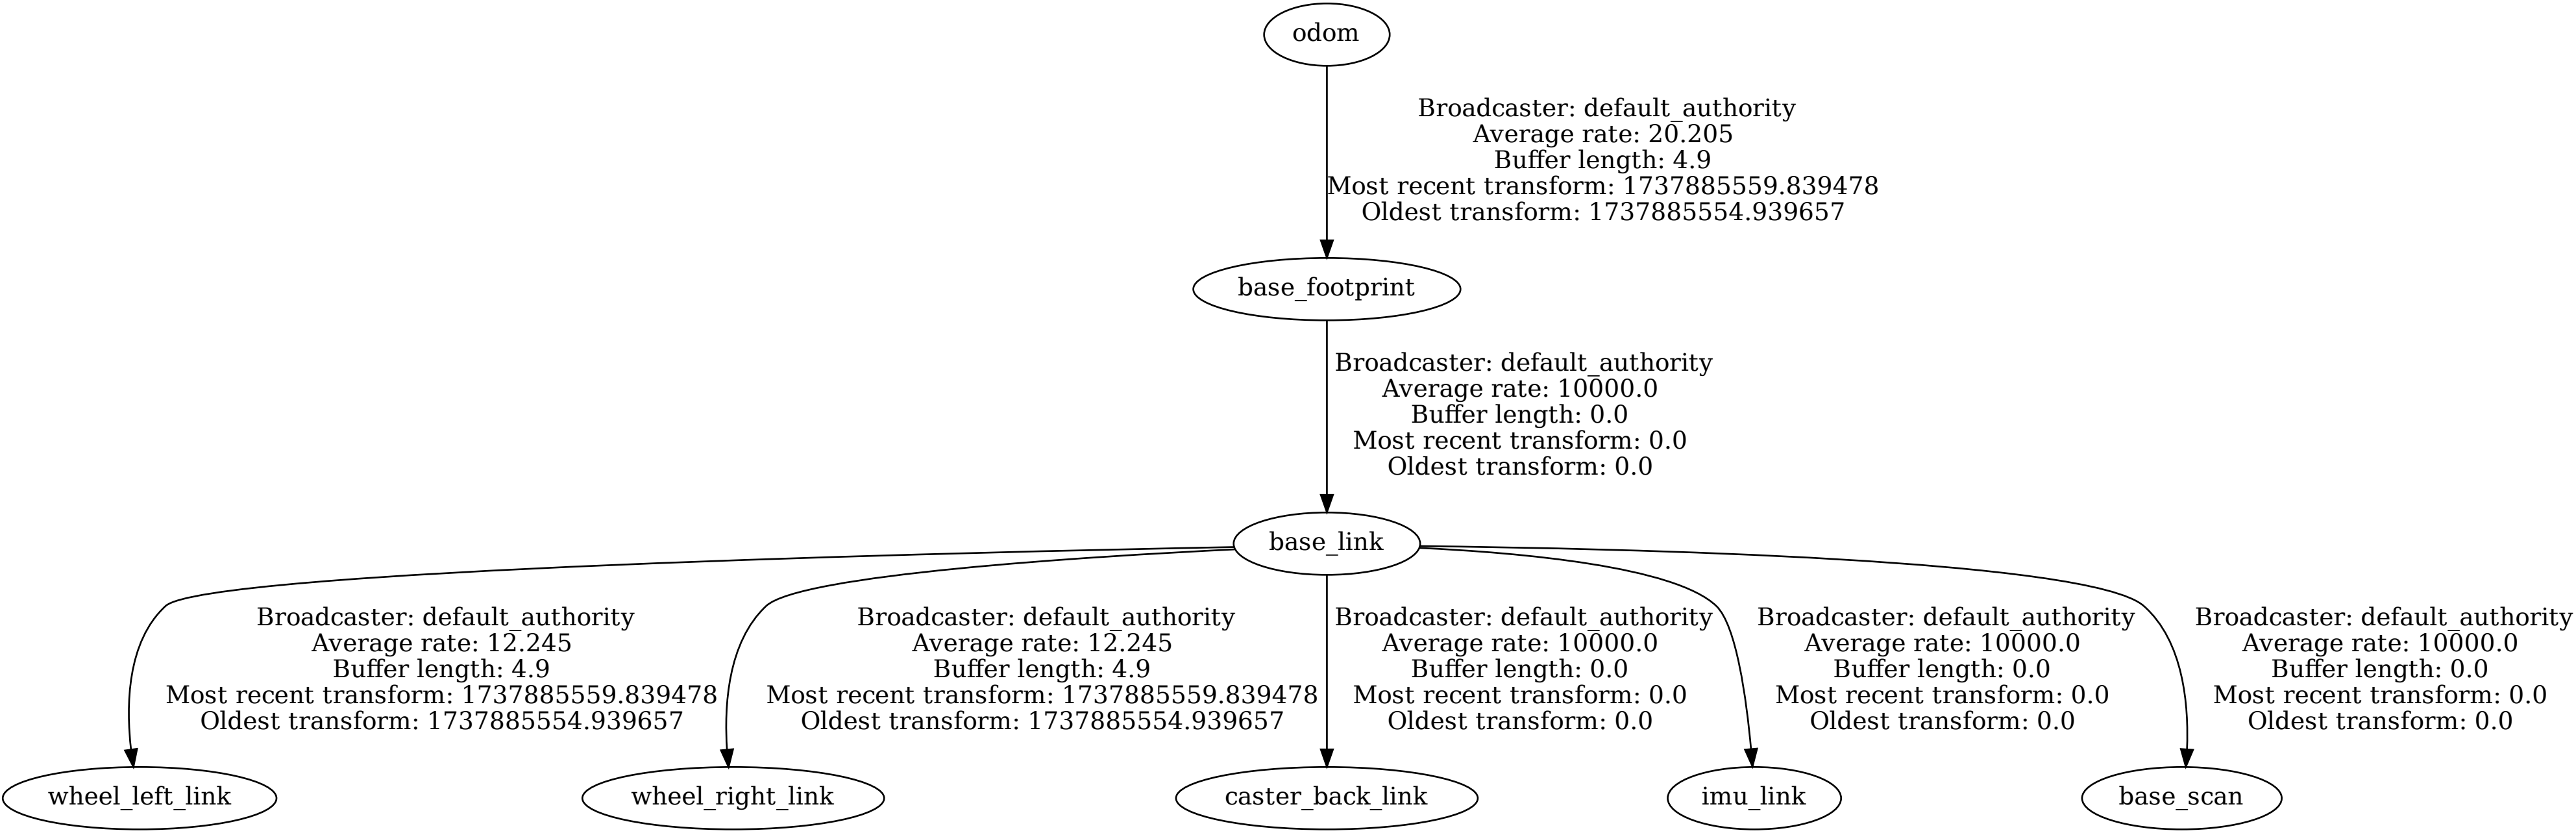 odom
Broadcaster: default_authority
Average rate: 20.205
Buffer length: 4.9
Most recent transform: 1737885559.839478
Oldest transform: 1737885554.939657
base_footprint
Broadcaster: default_authority
Average rate: 10000.0
Buffer length: 0.0
Most recent transform: 0.0
Oldest transform: 0.0
base_link
Broadcaster: default_authority
Average rate: 12.245
Buffer length: 4.9
Most recent transform: 1737885559.839478
Oldest transform: 1737885554.939657
Broadcaster: default_authority
Average rate: 12.245
Buffer length: 4.9
Most recent transform: 1737885559.839478
Oldest transform: 1737885554.939657
Broadcaster: default_authority
Average rate: 10000.0
Buffer length: 0.0
Most recent transform: 0.0
Oldest transform: 0.0
Broadcaster: default_authority
Average rate: 10000.0
Buffer length: 0.0
Most recent transform: 0.0
Oldest transform: 0.0
Broadcaster: default_authority
Average rate: 10000.0
Buffer length: 0.0
Most recent transform: 0.0
Oldest transform: 0.0
wheel_left_link
wheel_right_link
caster_back_link
imu_link
base_scan